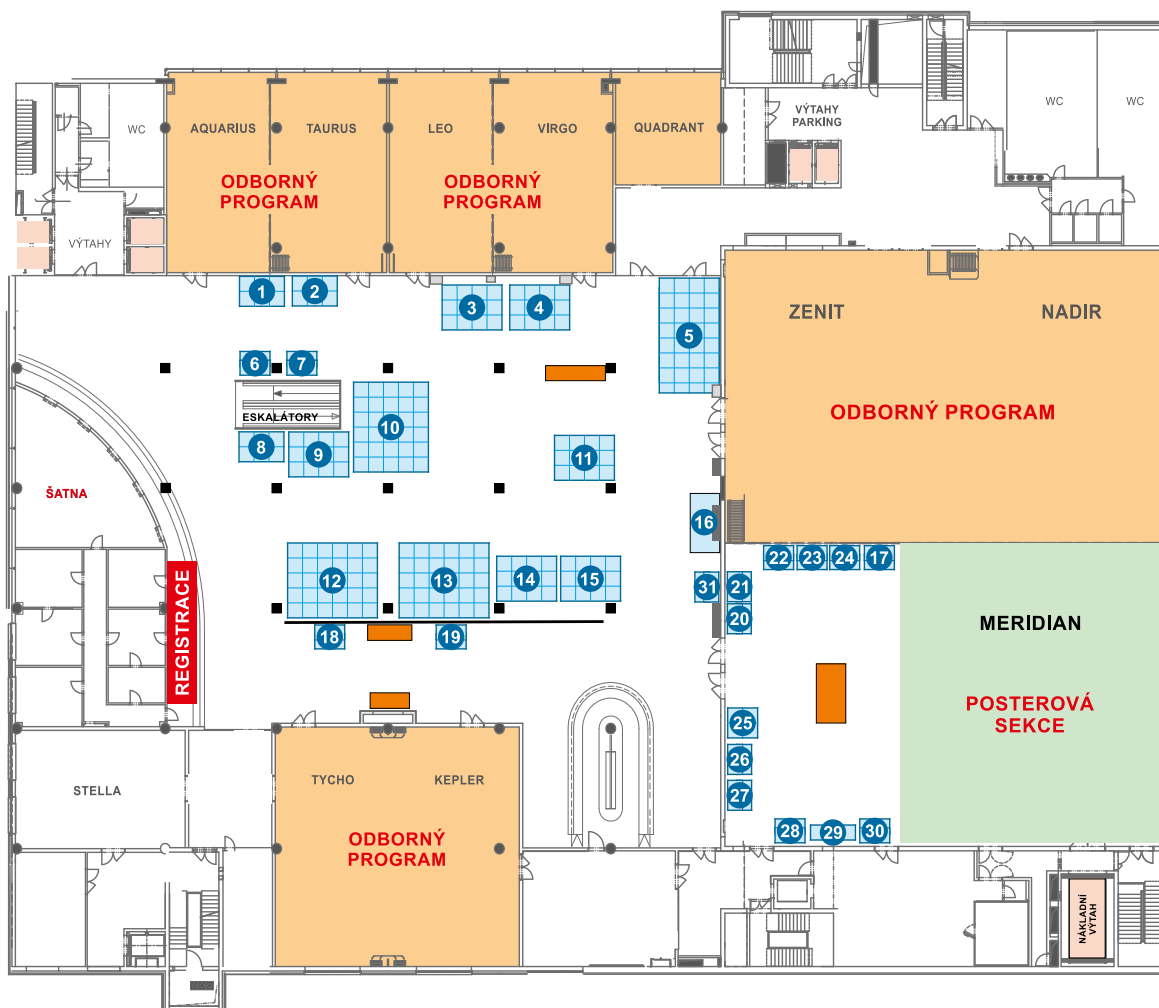 WC
AQUARIUS
TAURUS
LEO
VIRGO
QUADRANT
VÝTAHY
PARKING
WC
WC
ODBORNÝ
PROGRAM
ODBORNÝ
PROGRAM
VÝTAHY
1
2
3
4
5
ZENIT
NADIR
6
7
ESKALÁTORY
8
9
10
11
ODBORNÝ PROGRAM
ŠATNA
16
22
23
24
17
12
13
14
15
31
21
20
REGISTRACE
18
19
MERIDIAN
POSTEROVÁ
SEKCE
25
26
27
28
29
30
STELLA
TYCHO
KEPLER
ODBORNÝ
PROGRAM
NÁKLADNÍ
VÝTAH